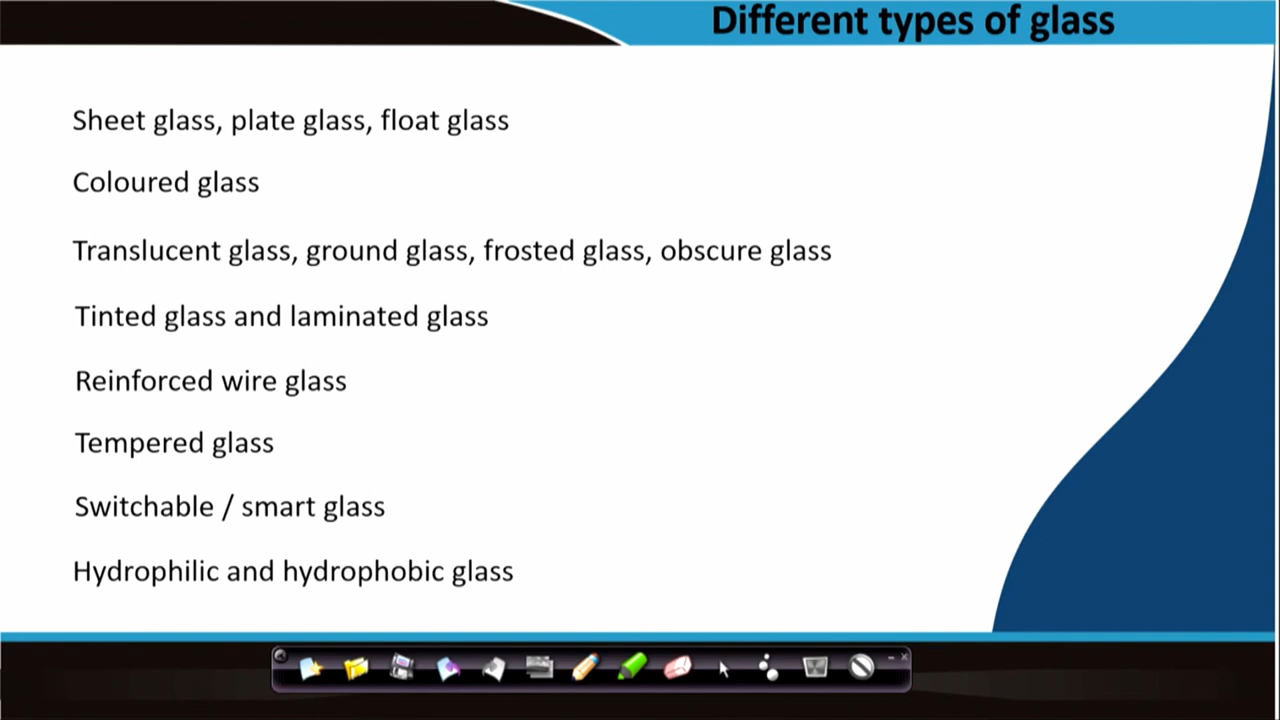 Different types of glass
Sheet glass, plate glass, float glass
Coloured glass
Translucent glass, ground glass, frosted glass, obscure glass
Tinted glass and laminated glass
Reinforced wire glass
Tempered glass
Switchable / smart glass
Hydrophilic and hydrophobic glass